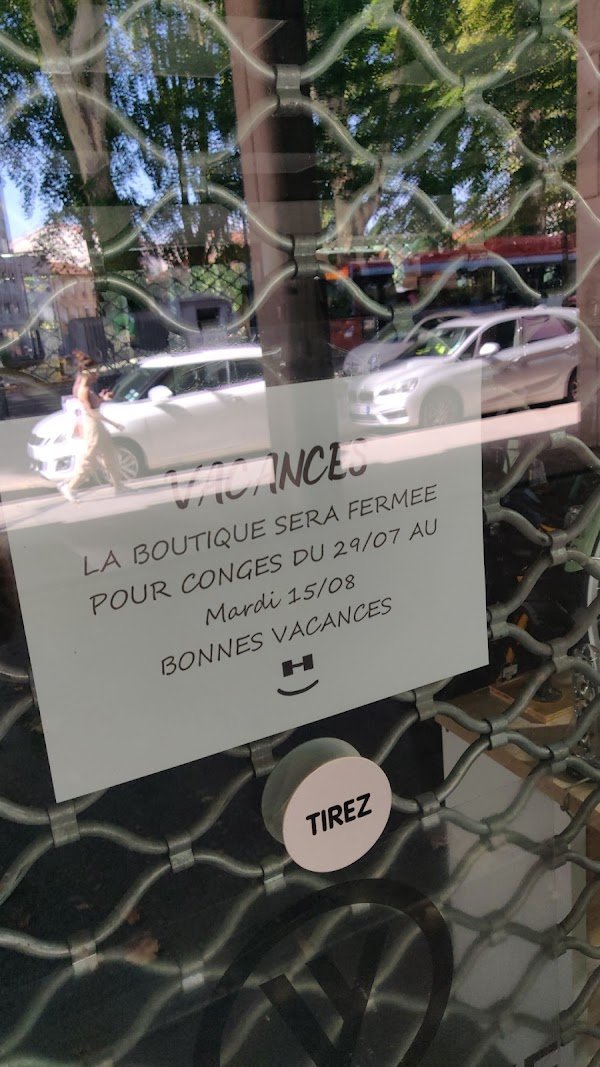 VACANCES
LA BOUTIQUE SERA FERMEE
POUR CONGES DU 29/07 AU
Mardi 15/08
BONNES VACANCES
H
TIREZ
V